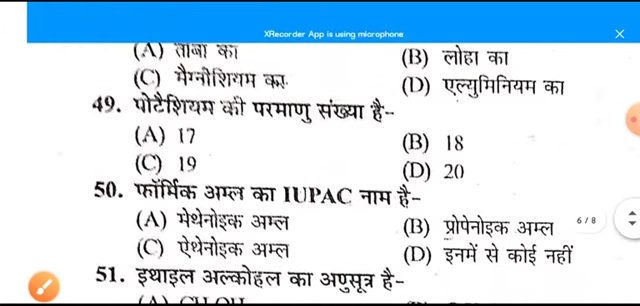 XRecorder App is using microphone
(A) ताँबा का (B) लोहा का
(C) मैग्नीशियम का (D) एल्युमिनियम का
49. पोटैशियम की परमाणु संख्या है–
(A) 17 (B) 18
(C) 19 (D) 20
50. फॉर्मिक अम्ल का IUPAC नाम है–
(A) मेथेनोइक अम्ल (B) प्रोपेनोइक अम्ल
6 / 8
(C) ऐथेनोइक अम्ल (D) इनमें से कोई नहीं
51. इथाइल अल्कोहल का अणुसूत्र है–
(A)